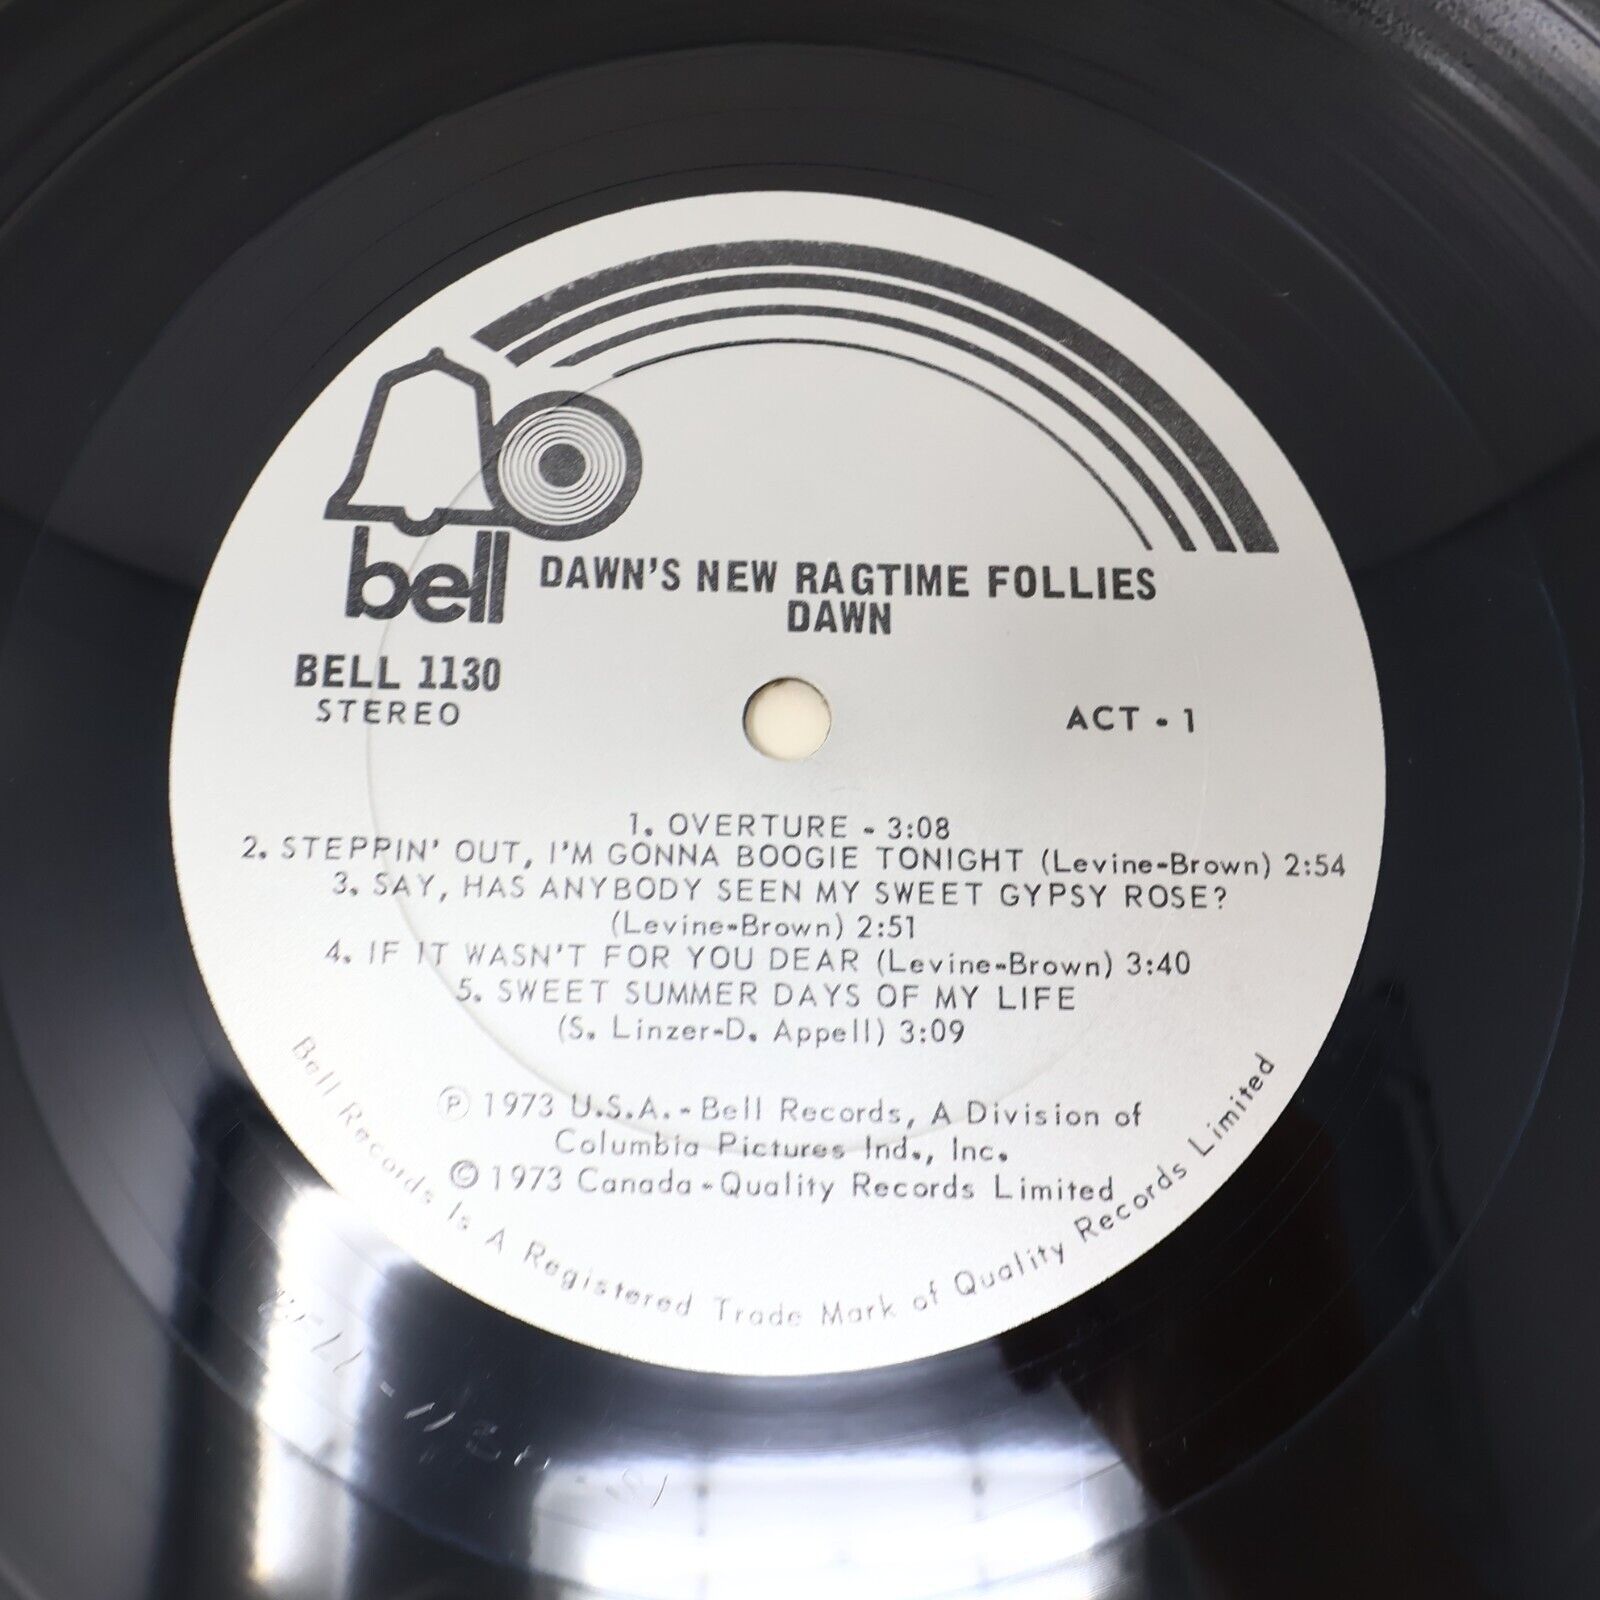 bell
DAWN'S NEW RAGTIME FOLLIES
DAWN
BELL 1130
STEREO
ACT - 1
1. OVERTURE - 3:08
2. STEPPIN' OUT, I'M GONNA BOOGIE TONIGHT (Levine-Brown) 2:54
3. SAY, HAS ANYBODY SEEN MY SWEET GYPSY ROSE?
(Levine-Brown) 2:51
4. IF IT WASN'T FOR YOU DEAR (Levine-Brown) 3:40
5. SWEET SUMMER DAYS OF MY LIFE
(S. Linzer-D. Appell) 3:09
℗ 1973 U.S.A. - Bell Records, A Division of
Columbia Pictures Ind., Inc.
© 1973 Canada - Quality Records Limited
Bell Records Is A Registered Trade Mark of Quality Records Limited